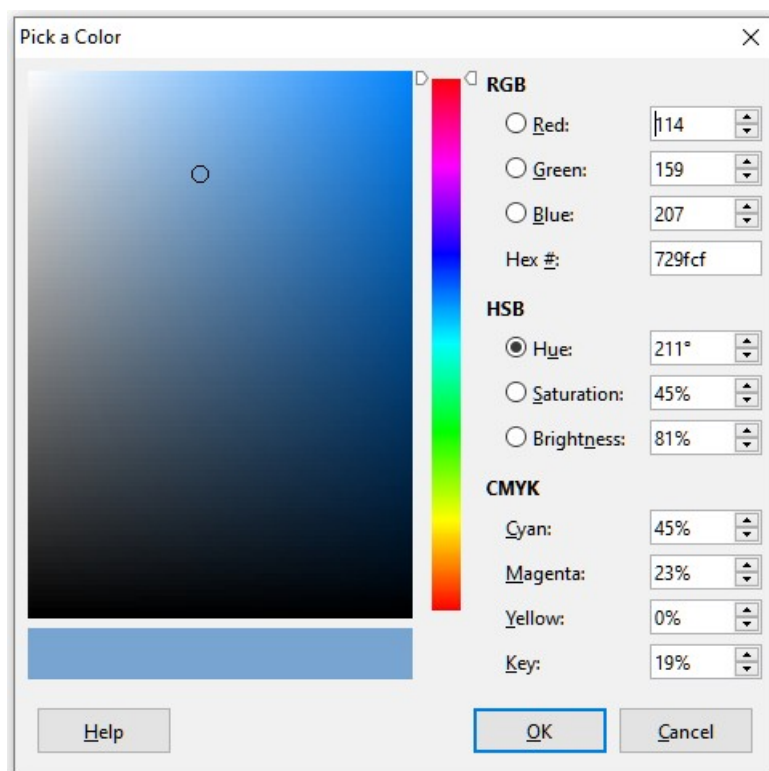 Pick a Color
RGB
Red: 114
Green: 159
Blue: 207
Hex #: 729fcf
HSB
Hue: 211°
Saturation: 45%
Brightness: 81%
CMYK
Cyan: 45%
Magenta: 23%
Yellow: 0%
Key: 19%
Help OK Cancel